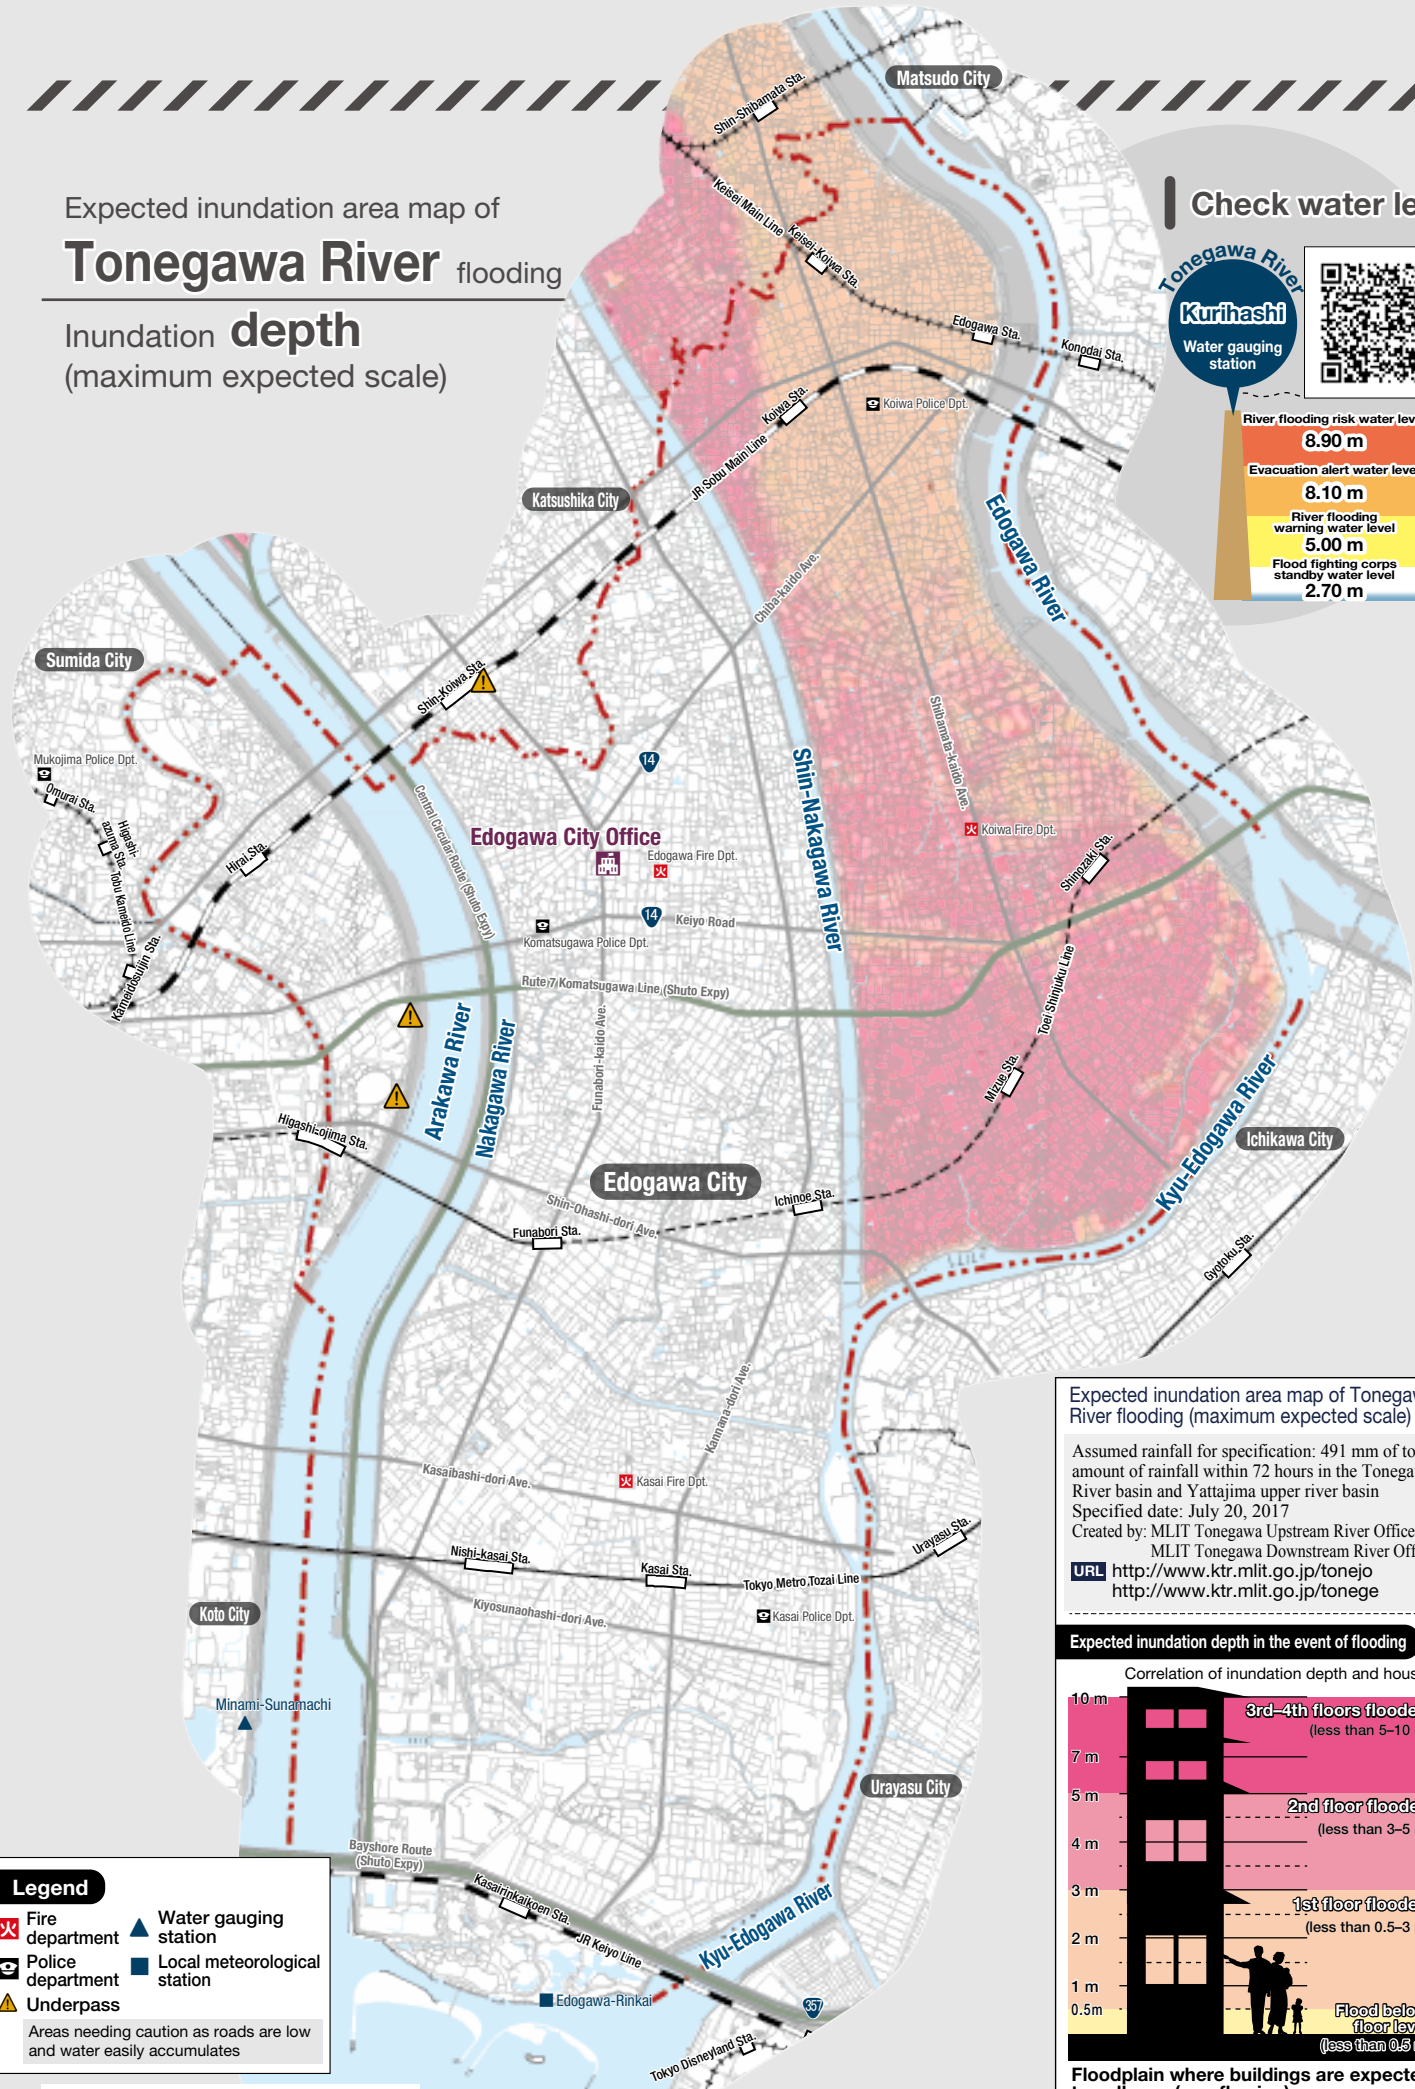 Expected inundation area map of
Tonegawa River flooding
Inundation depth
(maximum expected scale)
Matsudo City
Shin-Shibamata Sta.
Keisei Main Line
Keisei-Koiwa Sta.
Edogawa Sta.
Konodai Sta.
Koiwa Sta.
Koiwa Police Dpt.
JR Sobu Main Line
Katsushika City
Chiba-kaido Ave.
Edogawa River
Check water le
Tonegawa River
Kurihashi
Water gauging
station
River flooding risk water lev
8.90 m
Evacuation alert water leve
8.10 m
River flooding
warning water level
5.00 m
Flood fighting corps
standby water level
2.70 m
Sumida City
Shin-Koiwa Sta.
Mukojima Police Dpt.
Omurai Sta.
Higashi-
azuma Sta.
Tobu Kameido Line
Kameidosuijin Sta.
Hirai Sta.
Central Circular Route (Shuto Expy)
14
Shin-Nakagawa River
Shibamata-kaido Ave.
Koiwa Fire Dpt.
Shinozaki Sta.
Edogawa City Office
Edogawa Fire Dpt.
14
Keiyo Road
Komatsugawa Police Dpt.
Rute 7 Komatsugawa Line (Shuto Expy)
Toei Shinjuku Line
Funabori-kaido Ave.
Arakawa River
Nakagawa River
Mizue Sta.
Higashi-ojima Sta.
Kyu-Edogawa River
Ichikawa City
Edogawa City
Ichinoe Sta.
Shin-Ohashi-dori Ave.
Funabori Sta.
Gyotoku Sta.
Kannana-dori Ave.
Kasaibashi-dori Ave.
Kasai Fire Dpt.
Urayasu Sta.
Nishi-kasai Sta.
Kasai Sta.
Tokyo Metro Tozai Line
Kiyosunaohashi-dori Ave.
Kasai Police Dpt.
Koto City
Minami-Sunamachi
Urayasu City
Bayshore Route
(Shuto Expy)
Kasairinkaikoen Sta.
JR Keiyo Line
Kyu-Edogawa River
Edogawa-Rinkai
357
Tokyo Disneyland Sta.
Expected inundation area map of Tonegaw
River flooding (maximum expected scale)
Assumed rainfall for specification: 491 mm of to
amount of rainfall within 72 hours in the Tonega
River basin and Yattajima upper river basin
Specified date: July 20, 2017
Created by: MLIT Tonegawa Upstream River Office
MLIT Tonegawa Downstream River Off
URL http://www.ktr.mlit.go.jp/tonejo
http://www.ktr.mlit.go.jp/tonege
Expected inundation depth in the event of flooding
Correlation of inundation depth and hous
10 m
3rd–4th floors floode
(less than 5–10
7 m
5 m
2nd floor floode
(less than 3–5
4 m
3 m
1st floor floode
(less than 0.5–3
2 m
1 m
0.5m
Flood belo
floor lev
(less than 0.5
Floodplain where buildings are expecte
Legend
火 Fire
department
Water gauging
station
Police
department
Local meteorological
station
Underpass
Areas needing caution as roads are low
and water easily accumulates